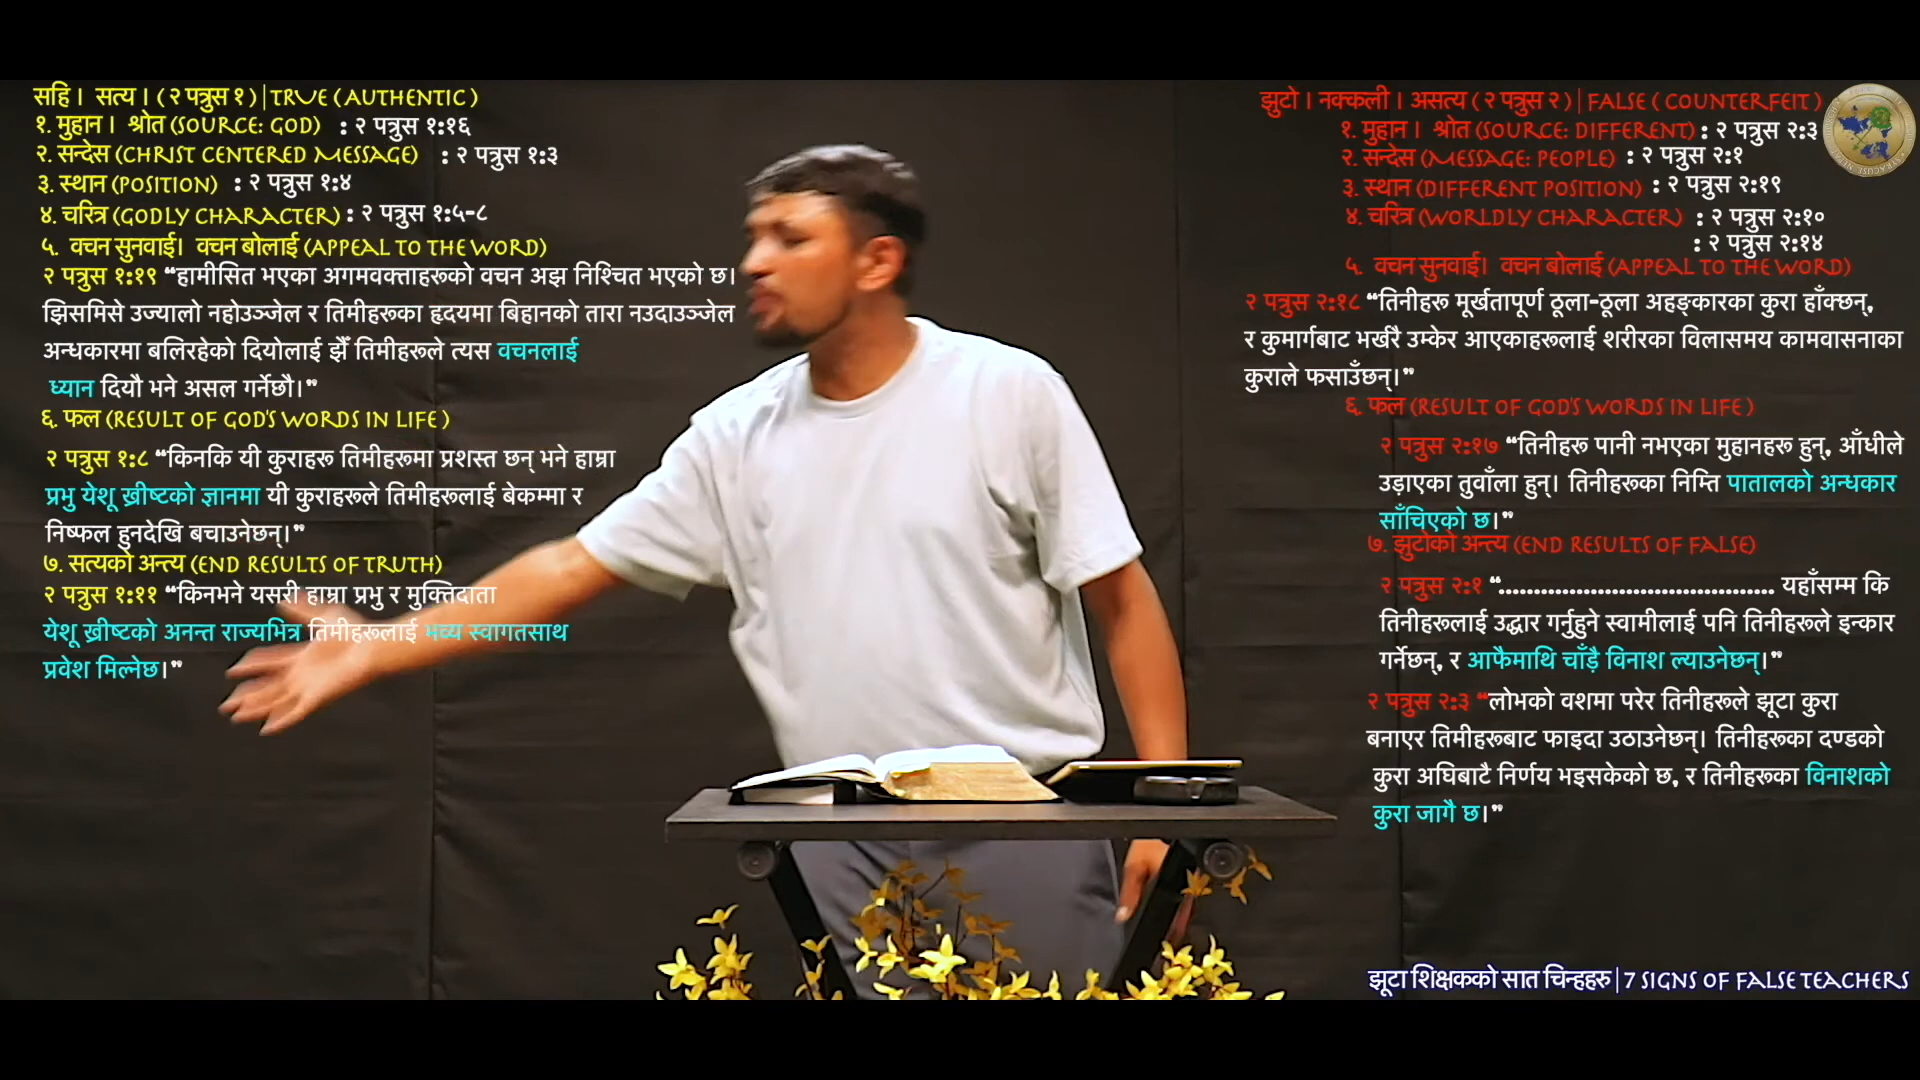 सहि । सत्य । ( २ पत्रुस १ ) | TRUE ( AUTHENTIC )
१. मुहान । श्रोत (SOURCE: GOD) : २ पत्रुस १:१६
२. सन्देस (CHRIST CENTERED MESSAGE) : २ पत्रुस १:३
३. स्थान (POSITION) : २ पत्रुस १:४
४. चरित्र (GODLY CHARACTER) : २ पत्रुस १:५-८
५. वचन सुनवाई। वचन बोलाई (APPEAL TO THE WORD)
२ पत्रुस १:१९ “हामीसित भएका अगमवक्ताहरूको वचन अझ निश्चित भएको छ।
झिसमिसे उज्यालो नहोउञ्जेल र तिमीहरूका हृदयमा बिहानको तारा नउदाउञ्जेल
अन्धकारमा बलिरहेको दियोलाई झैँ तिमीहरूले त्यस वचनलाई
ध्यान दियौ भने असल गर्नेछौ।”
६. फल (RESULT OF GOD'S WORDS IN LIFE )
२ पत्रुस १:८ “किनकि यी कुराहरू तिमीहरूमा प्रशस्त छन् भने हाम्रा
प्रभु येशू ख्रीष्टको ज्ञानमा यी कुराहरूले तिमीहरूलाई बेकम्मा र
निष्फल हुनदेखि बचाउनेछन्।”
७. सत्यको अन्त्य (END RESULTS OF TRUTH)
२ पत्रुस १:११ “किनभने यसरी हाम्रा प्रभु र मुक्तिदाता
येशू ख्रीष्टको अनन्त राज्यभित्र तिमीहरूलाई भव्य स्वागतसाथ
प्रवेश मिल्नेछ।”
झुटो । नक्कली । असत्य ( २ पत्रुस २ ) | FALSE ( COUNTERFEIT )
१. मुहान । श्रोत (SOURCE: DIFFERENT) : २ पत्रुस २:३
२. सन्देस (MESSAGE: PEOPLE) : २ पत्रुस २:१
३. स्थान (DIFFERENT POSITION) : २ पत्रुस २:१९
४. चरित्र (WORLDLY CHARACTER) : २ पत्रुस २:१०
: २ पत्रुस २:१४
५. वचन सुनवाई। वचन बोलाई (APPEAL TO THE WORD)
२ पत्रुस २:१८ “तिनीहरू मूर्खतापूर्ण ठूला-ठूला अहङ्कारका कुरा हाँक्छन्,
र कुमार्गबाट भर्खरै उम्केर आएकाहरूलाई शरीरका विलासमय कामवासनाका
कुराले फसाउँछन्।”
६. फल (RESULT OF GOD'S WORDS IN LIFE )
२ पत्रुस २:१७ “तिनीहरू पानी नभएका मुहानहरू हुन्, आँधीले
उड़ाएका तुवाँला हुन्। तिनीहरूका निम्ति पातालको अन्धकार
साँचिएको छ।”
७. झुटोको अन्त्य (END RESULTS OF FALSE)
२ पत्रुस २:१ “....................................... यहाँसम्म कि
तिनीहरूलाई उद्धार गर्नुहुने स्वामीलाई पनि तिनीहरूले इन्कार
गर्नेछन्, र आफैमाथि चाँड़ै विनाश ल्याउनेछन्।”
२ पत्रुस २:३ “लोभको वशमा परेर तिनीहरूले झूटा कुरा
बनाएर तिमीहरूबाट फाइदा उठाउनेछन्। तिनीहरूका दण्डको
कुरा अघिबाटै निर्णय भइसकेको छ, र तिनीहरूका विनाशको
कुरा जागै छ।”
झूटा शिक्षकको सात चिन्हहरु | 7 SIGNS OF FALSE TEACHERS